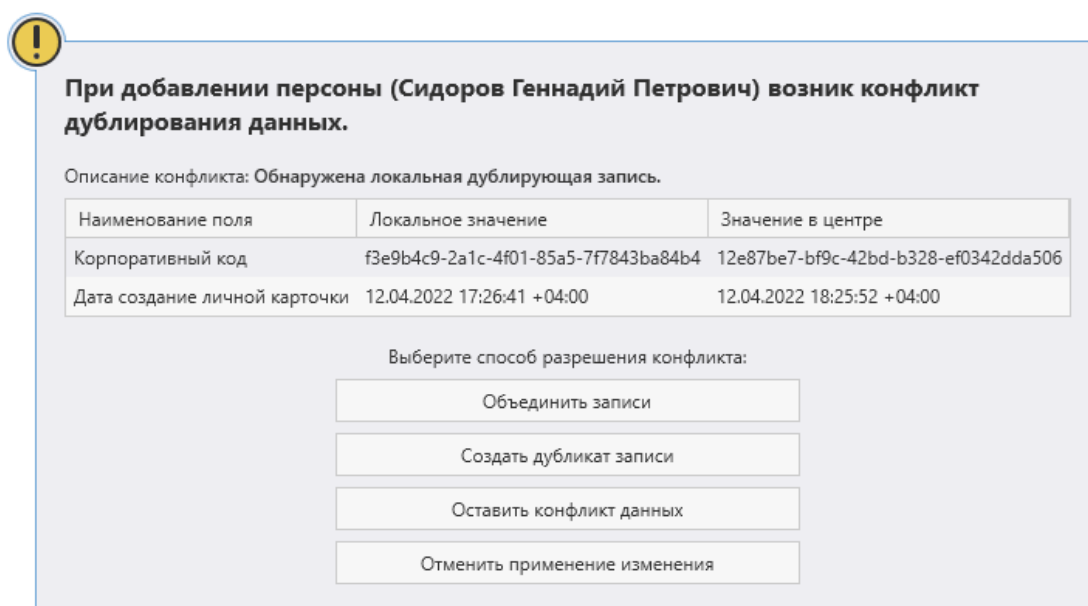 При добавлении персоны (Сидоров Геннадий Петрович) возник конфликт
дублирования данных.
Описание конфликта: Обнаружена локальная дублирующая запись.
Наименование поля Локальное значение Значение в центре
Корпоративный код f3e9b4c9-2a1c-4f01-85a5-7f7843ba84b4 12e87be7-bf9c-42bd-b328-ef0342dda506
Дата создание личной карточки 12.04.2022 17:26:41 +04:00 12.04.2022 18:25:52 +04:00
Выберите способ разрешения конфликта:
Объединить записи
Создать дубликат записи
Оставить конфликт данных
Отменить применение изменения